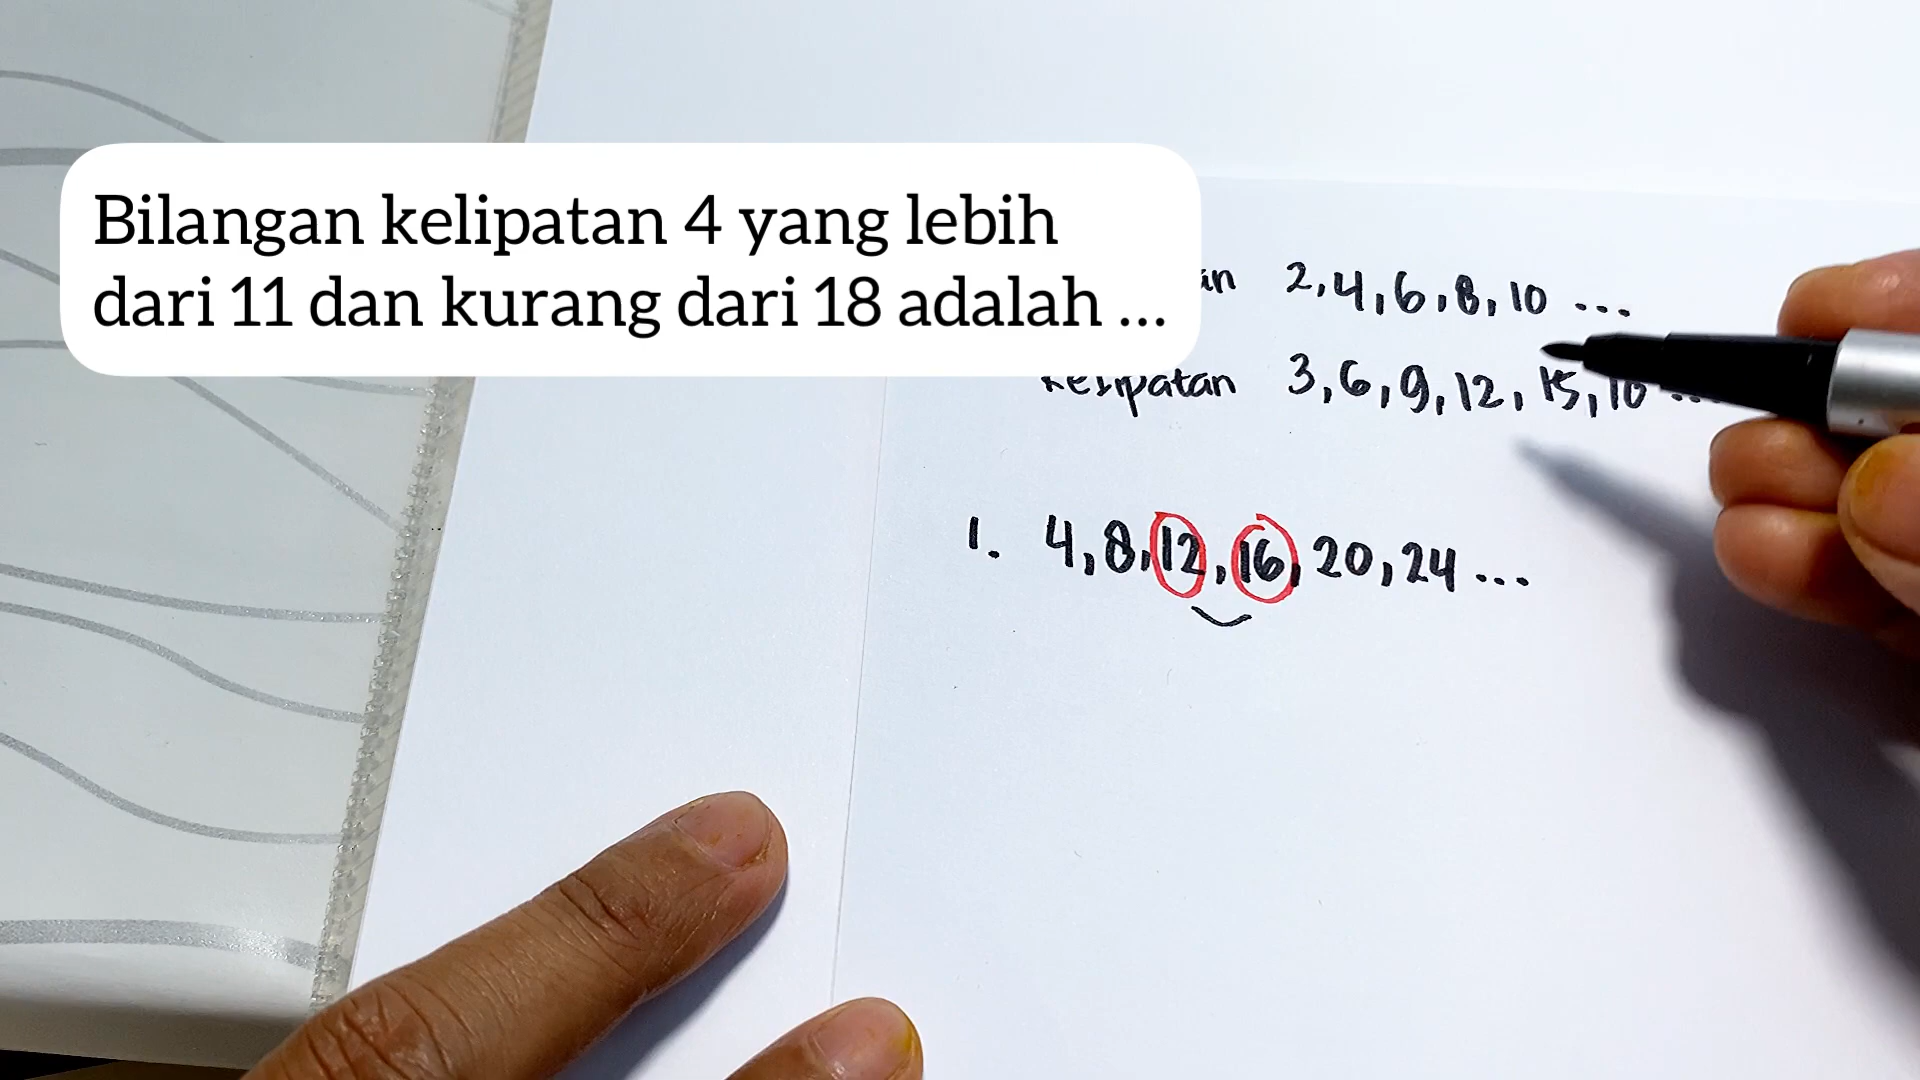 Bilangan kelipatan 4 yang lebih
dari 11 dan kurang dari 18 adalah ...
2, 4, 6, 8, 10 ...
kelipatan 3, 6, 9, 12, 15,
1. 4, 8, 12, 16, 20, 24 ...